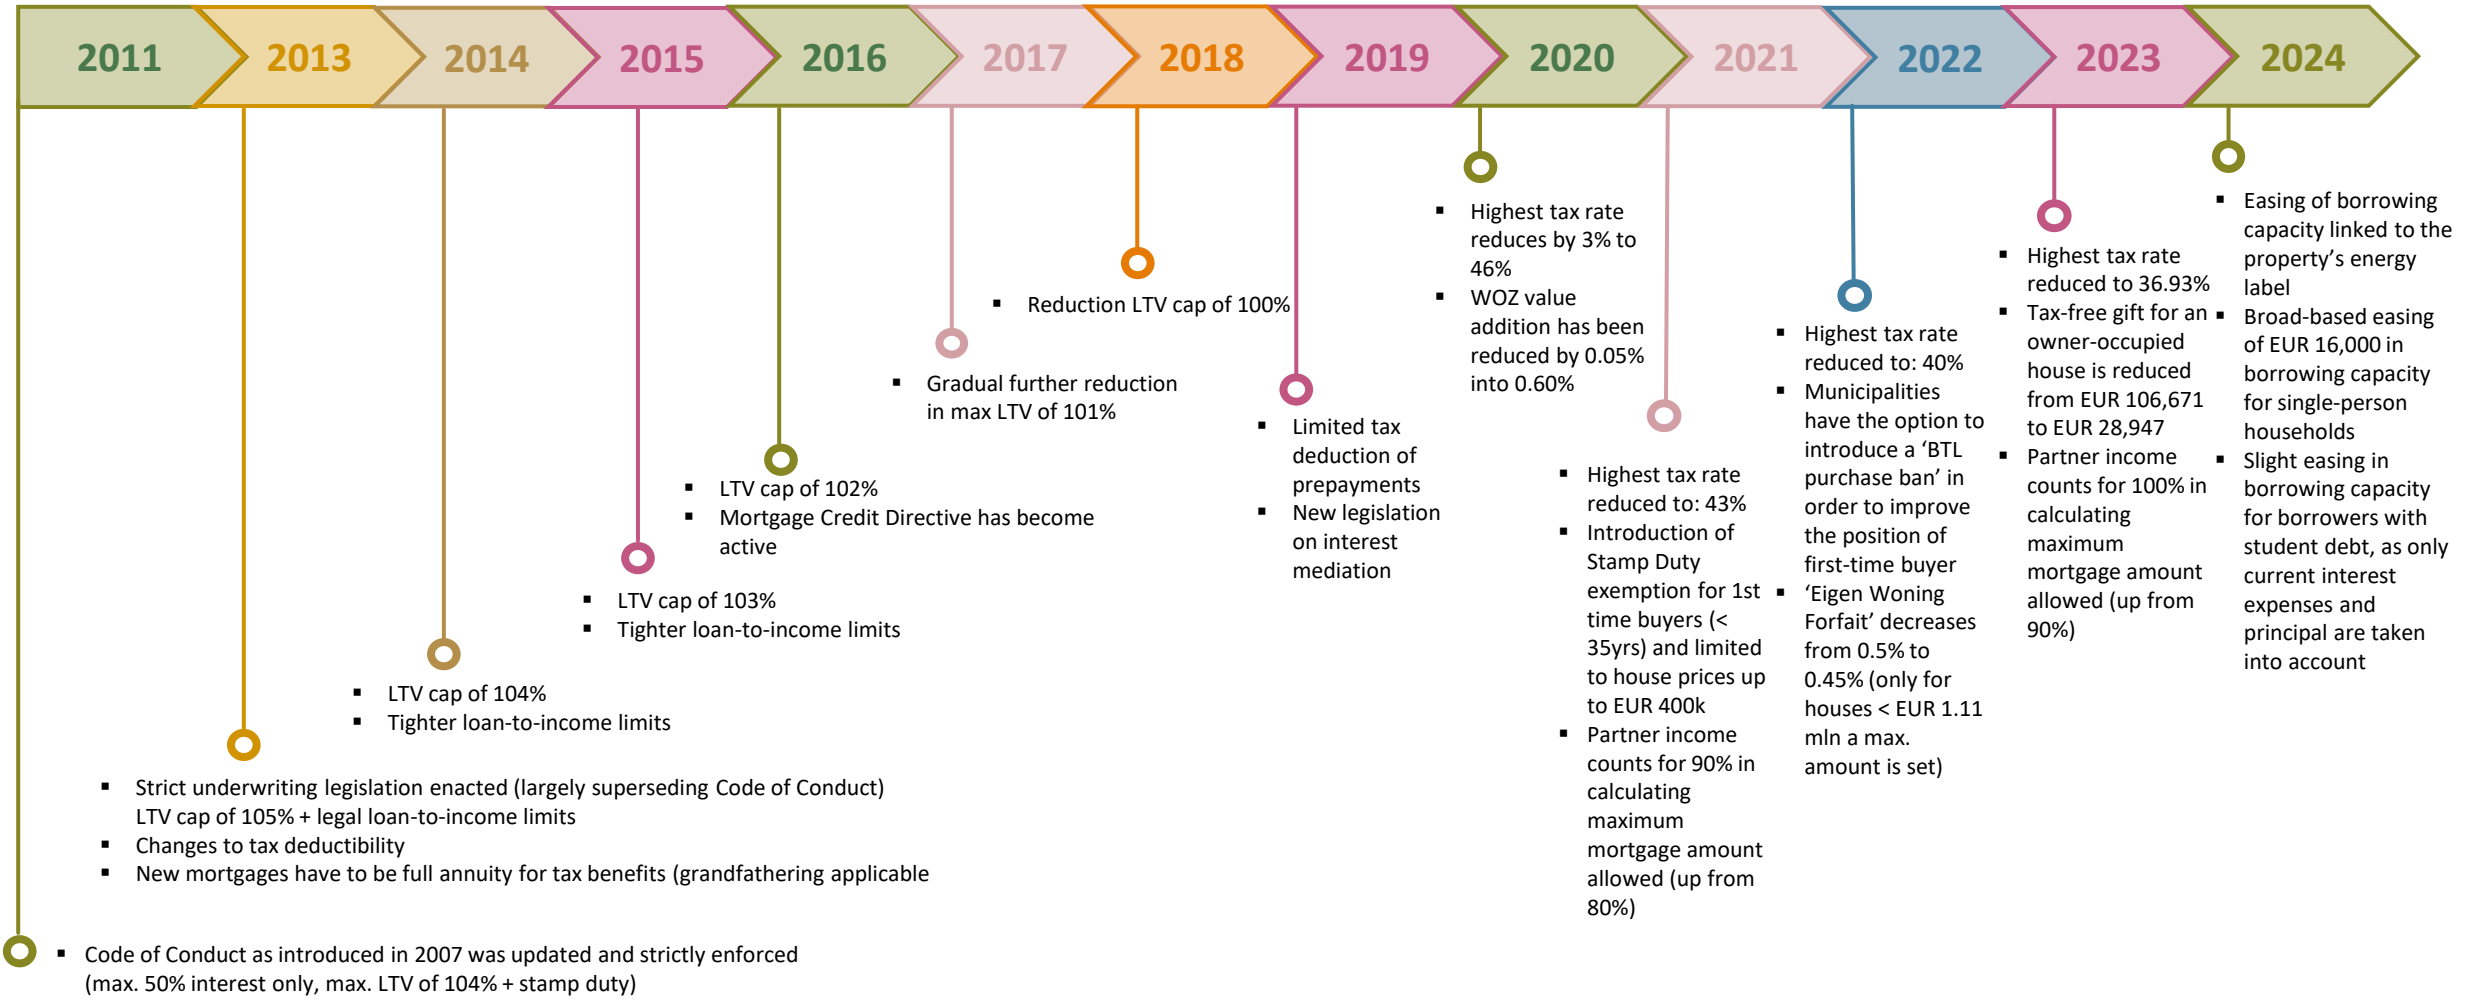 2011
2013
2014
2015
2016
2017
2018
2019
2020
2021
2022
2023
2024
▪ Code of Conduct as introduced in 2007 was updated and strictly enforced
(max. 50% interest only, max. LTV of 104% + stamp duty)
▪ Strict underwriting legislation enacted (largely superseding Code of Conduct)
LTV cap of 105% + legal loan-to-income limits
▪ Changes to tax deductibility
▪ New mortgages have to be full annuity for tax benefits (grandfathering applicable
▪ LTV cap of 104%
▪ Tighter loan-to-income limits
▪ LTV cap of 103%
▪ Tighter loan-to-income limits
▪ LTV cap of 102%
▪ Mortgage Credit Directive has become
active
▪ Gradual further reduction
in max LTV of 101%
▪ Reduction LTV cap of 100%
▪ Limited tax
deduction of
prepayments
▪ New legislation
on interest
mediation
▪ Highest tax rate
reduces by 3% to
46%
▪ WOZ value
addition has been
reduced by 0.05%
into 0.60%
▪ Highest tax rate
reduced to: 43%
▪ Introduction of
Stamp Duty
exemption for 1st
time buyers (<
35yrs) and limited
to house prices up
to EUR 400k
▪ Partner income
counts for 90% in
calculating
maximum
mortgage amount
allowed (up from
80%)
▪ Highest tax rate
reduced to: 40%
▪ Municipalities
have the option to
introduce a ‘BTL
purchase ban’ in
order to improve
the position of
first-time buyer
▪ ‘Eigen Woning
Forfait’ decreases
from 0.5% to
0.45% (only for
houses < EUR 1.11
mln a max.
amount is set)
▪ Highest tax rate
reduced to 36.93%
▪ Tax-free gift for an
owner-occupied
house is reduced
from EUR 106,671
to EUR 28,947
▪ Partner income
counts for 100% in
calculating
maximum
mortgage amount
allowed (up from
90%)
▪ Easing of borrowing
capacity linked to the
property’s energy
label
▪ Broad-based easing
of EUR 16,000 in
borrowing capacity
for single-person
households
▪ Slight easing in
borrowing capacity
for borrowers with
student debt, as only
current interest
expenses and
principal are taken
into account